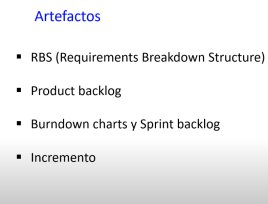 Artefactos
▪ RBS (Requirements Breakdown Structure)
▪ Product backlog
▪ Burndown charts y Sprint backlog
▪ Incremento